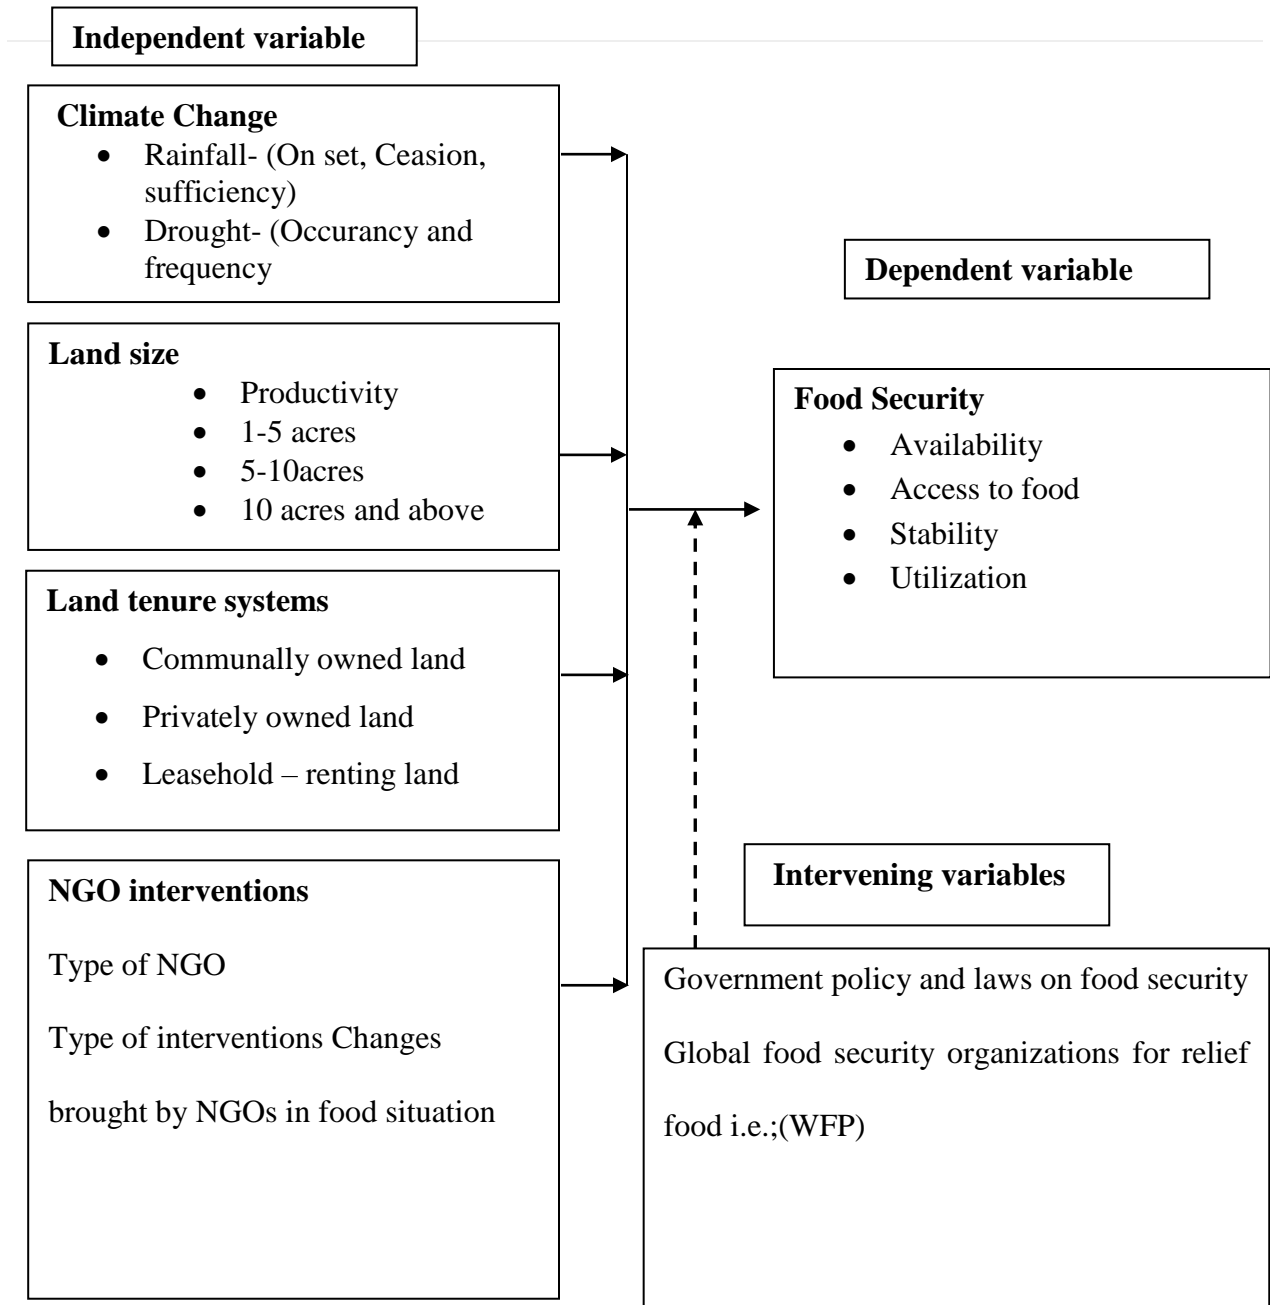 Independent variable
Climate Change
• Rainfall- (On set, Ceasion,
sufficiency)
• Drought- (Occurancy and
frequency
Land size
• Productivity
• 1-5 acres
• 5-10acres
• 10 acres and above
Land tenure systems
• Communally owned land
• Privately owned land
• Leasehold – renting land
NGO interventions
Type of NGO
Type of interventions Changes
brought by NGOs in food situation
Dependent variable
Food Security
• Availability
• Access to food
• Stability
• Utilization
Intervening variables
Government policy and laws on food security
Global food security organizations for relief
food i.e.;(WFP)